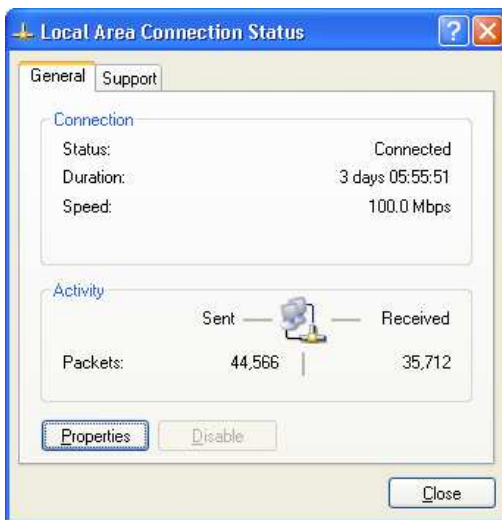 Local Area Connection Status
General Support
Connection
Status: Connected
Duration: 3 days 05:55:51
Speed: 100.0 Mbps
Activity
Sent Received
Packets: 44,566 35,712
Properties Disable
Close